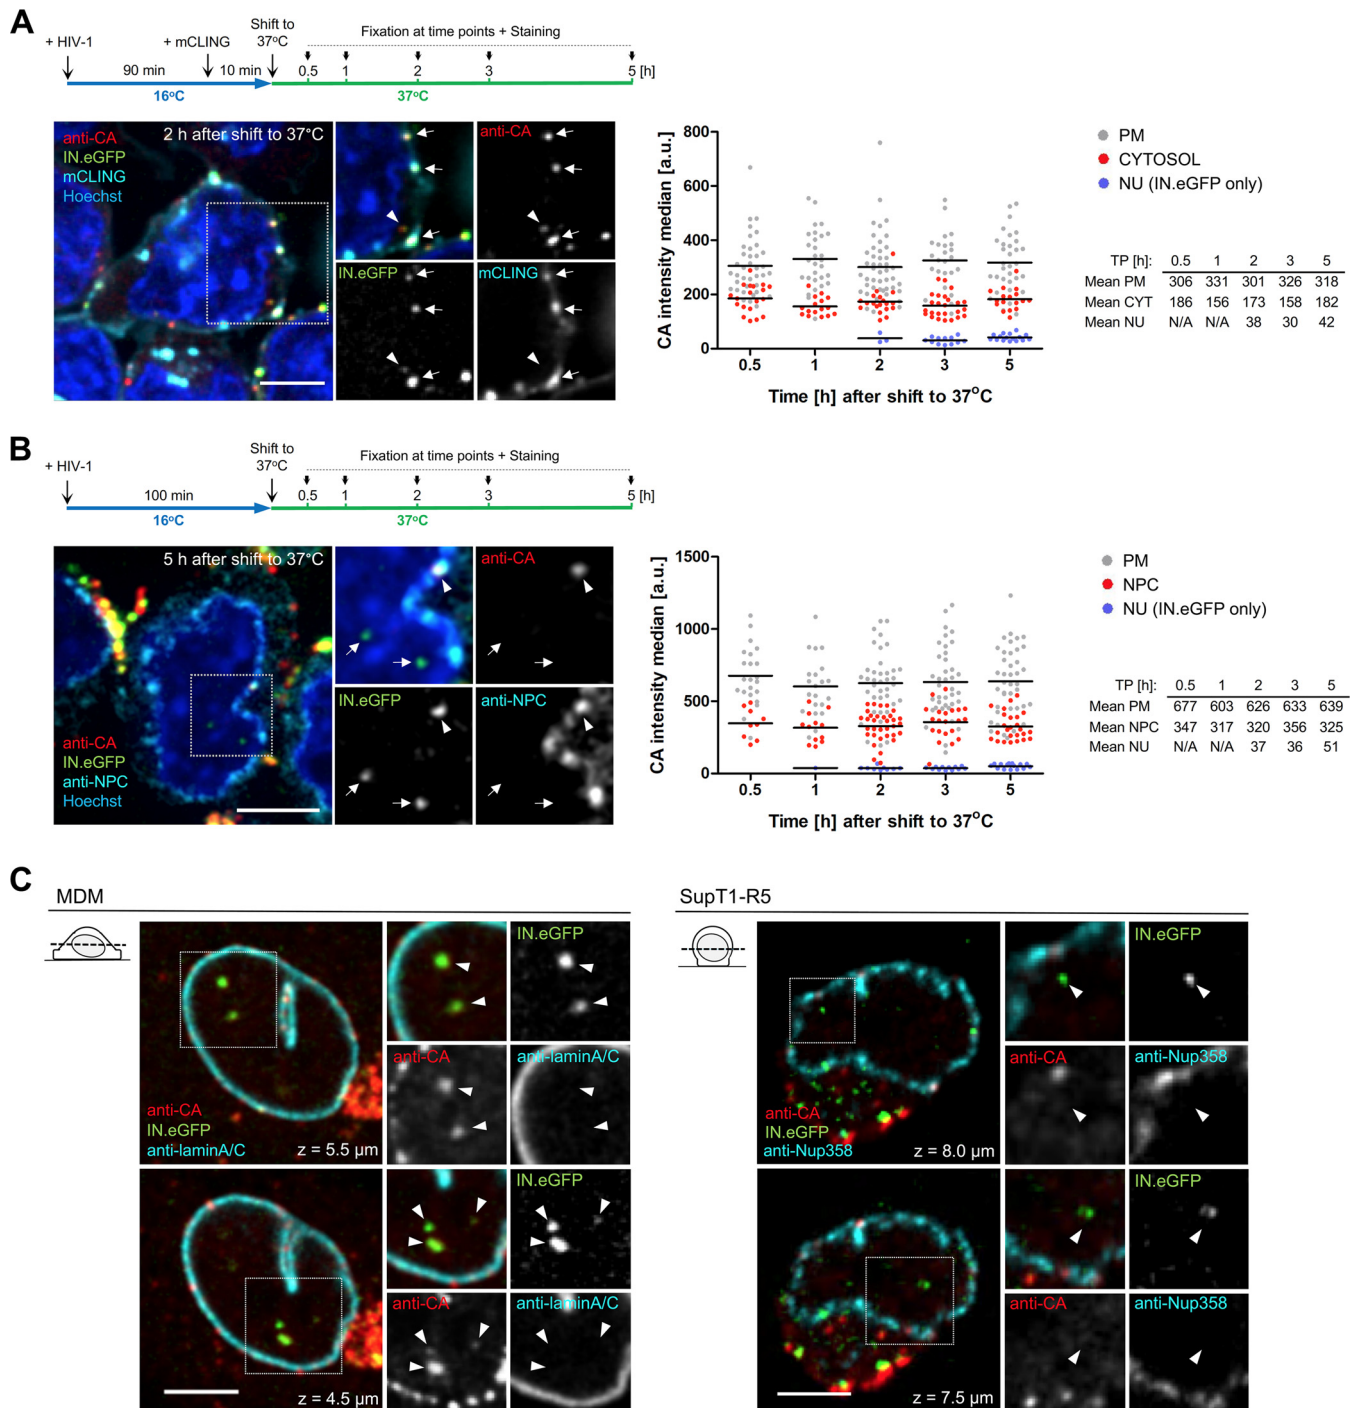 A
+ HIV-1
+ mCLING
Shift to
37°C
Fixation at time points + Staining
90 min
10 min
0.5
1
2
3
5 [h]
16°C
37°C
anti-CA
IN.eGFP
mCLING
Hoechst
2 h after shift to 37°C
anti-CA
IN.eGFP
mCLING
CA intensity median [a.u.]
800
600
400
200
0
0.5
1
2
3
5
Time [h] after shift to 37°C
PM
CYTOSOL
NU (IN.eGFP only)
TP [h]: 0.5 1 2 3 5
Mean PM 306 331 301 326 318
Mean CYT 186 156 173 158 182
Mean NU N/A N/A 38 30 42
B
+ HIV-1
Shift to
37°C
Fixation at time points + Staining
100 min
0.5
1
2
3
5 [h]
16°C
37°C
5 h after shift to 37°C
anti-CA
IN.eGFP
anti-NPC
Hoechst
anti-CA
IN.eGFP
anti-NPC
CA intensity median [a.u.]
1500
1000
500
0
0.5
1
2
3
5
Time [h] after shift to 37°C
PM
NPC
NU (IN.eGFP only)
TP [h]: 0.5 1 2 3 5
Mean PM 677 603 626 633 639
Mean NPC 347 317 320 356 325
Mean NU N/A N/A 37 36 51
C
MDM
anti-CA
IN.eGFP
anti-laminA/C
z = 5.5 µm
IN.eGFP
anti-CA
anti-laminA/C
z = 4.5 µm
IN.eGFP
anti-CA
anti-laminA/C
SupT1-R5
anti-CA
IN.eGFP
anti-Nup358
z = 8.0 µm
IN.eGFP
anti-CA
anti-Nup358
z = 7.5 µm
IN.eGFP
anti-CA
anti-Nup358